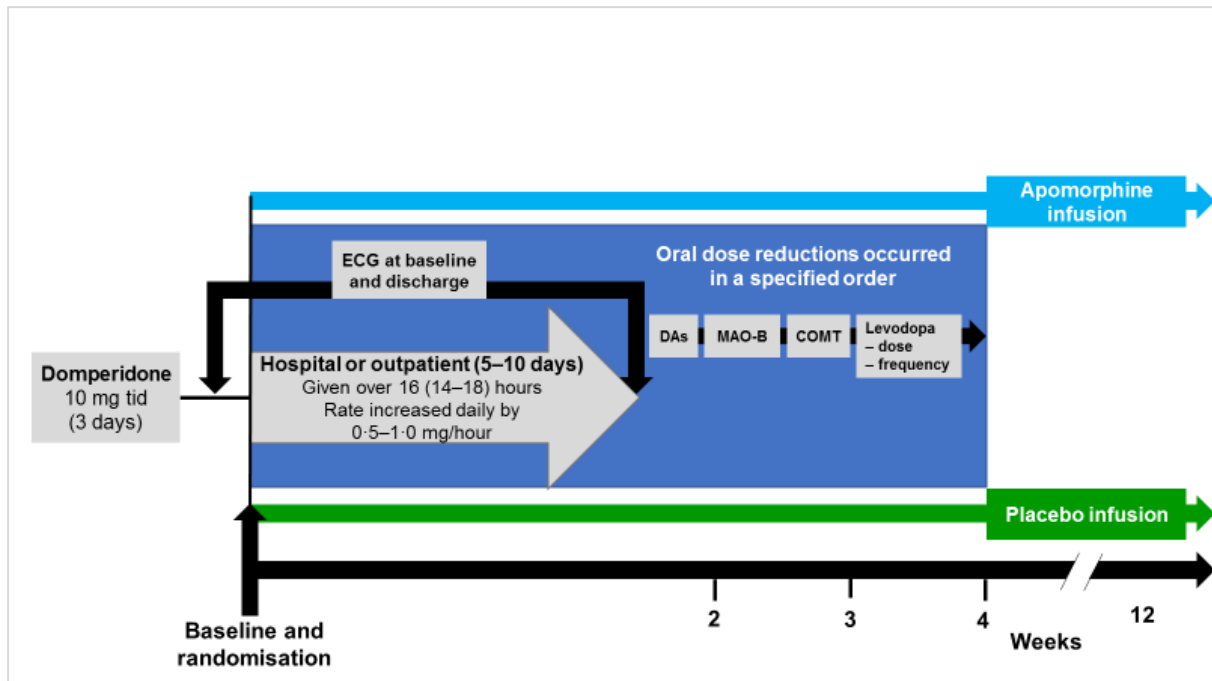 Apomorphine
infusion
ECG at baseline
and discharge
Oral dose reductions occurred
in a specified order
DAs
MAO-B
COMT
Levodopa
– dose
– frequency
Domperidone
10 mg tid
(3 days)
Hospital or outpatient (5–10 days)
Given over 16 (14–18) hours
Rate increased daily by
0·5–1·0 mg/hour
Placebo infusion
2
3
4
12
Weeks
Baseline and
randomisation